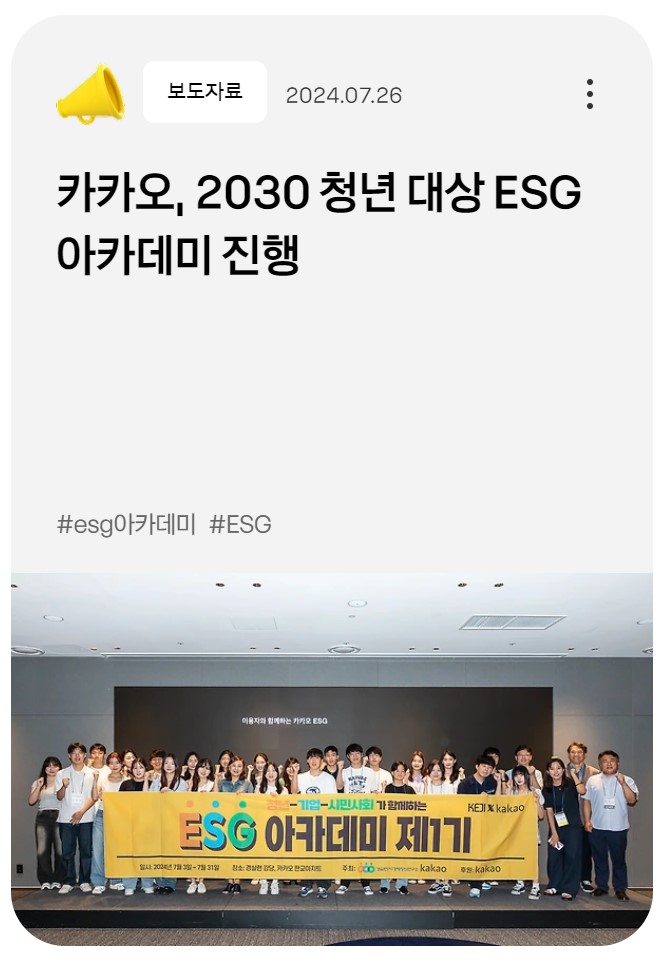 보도자료
2024.07.26
카카오, 2030 청년 대상 ESG
아카데미 진행
#esg아카데미 #ESG
이용자와 함께하는 카카오 ESG
청년-기업-시민사회가 함께하는
KEJI X kakao
ESG 아카데미 제1기
일시: 2024년 7월 3일 ~ 7월 31일 장소: 경실련 강당, 카카오 판교아지트 주최: kakao 후원: kakao